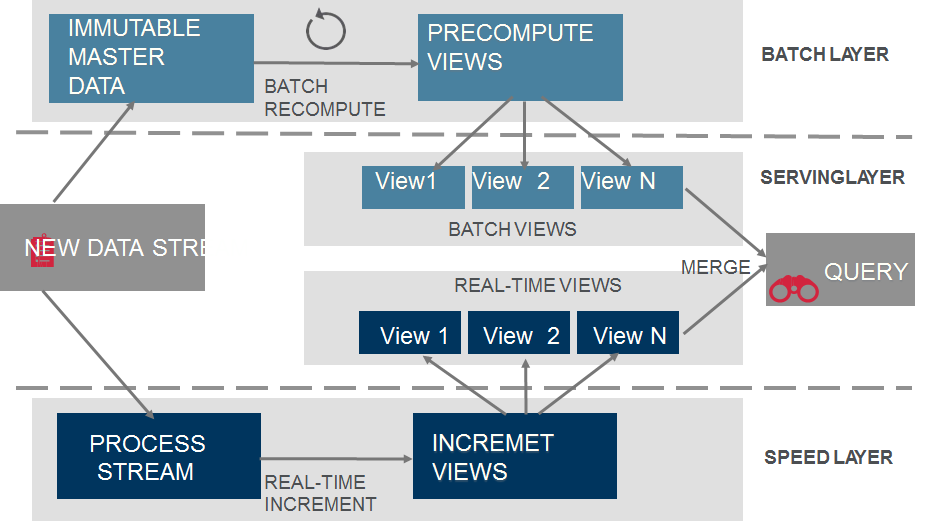 IMMUTABLE
MASTER
DATA
BATCH
RECOMPUTE
PRECOMPUTE
VIEWS
BATCH LAYER
View1
View 2
View N
BATCH VIEWS
SERVINGLAYER
NEW DATA STRE
MERGE
QUERY
REAL-TIME VIEWS
View 1
View 2
View N
PROCESS
STREAM
REAL-TIME
INCREMENT
INCREMET
VIEWS
SPEED LAYER